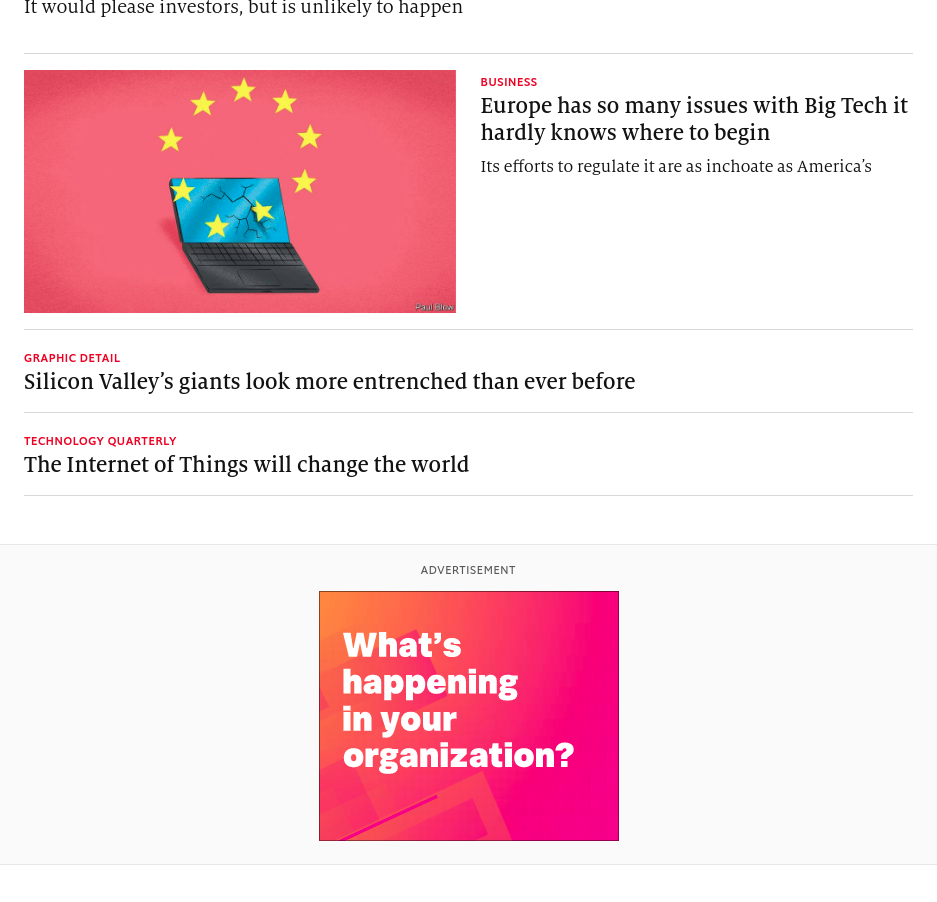 It would please investors, but is unlikely to happen
BUSINESS
Europe has so many issues with Big Tech it
hardly knows where to begin
Its efforts to regulate it are as inchoate as America’s
Paul Blow
GRAPHIC DETAIL
Silicon Valley’s giants look more entrenched than ever before
TECHNOLOGY QUARTERLY
The Internet of Things will change the world
ADVERTISEMENT
What’s
happening
in your
organization?